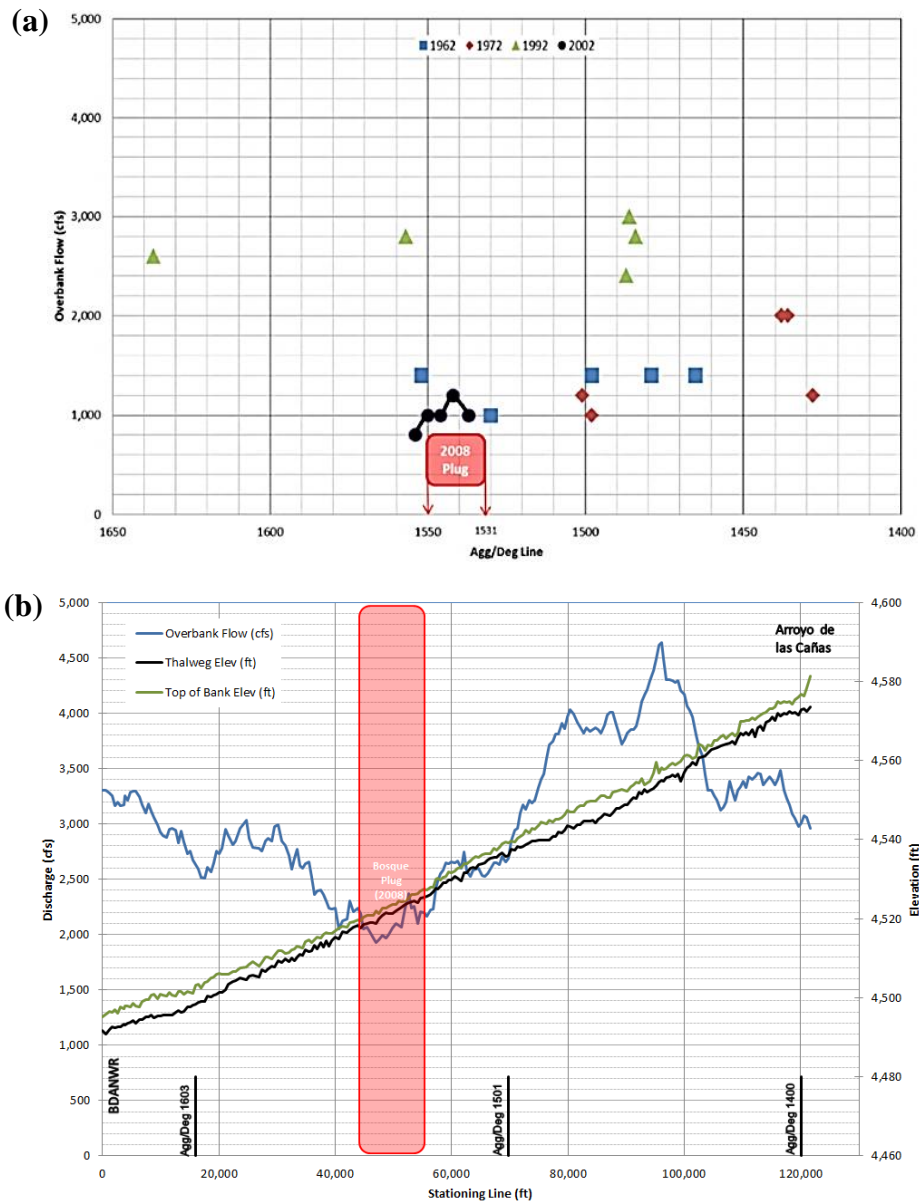 (a)
5,000
4,000
3,000
2,000
1,000
0
Overbank Flow (cfs)
1962 1972 1992 2002
2008
Plug
1650 1600 1550 1531 1500 1450 1400
Agg/Deg Line
(b)
5,000
4,500
4,000
3,500
3,000
2,500
2,000
1,500
1,000
500
0
Discharge (cfs)
Overbank Flow (cfs)
Thalweg Elev (ft)
Top of Bank Elev (ft)
Bosque
Plug
(2008)
Arroyo de
las Cañas
BDANWR
Agg/Deg 1603
Agg/Deg 1501
Agg/Deg 1400
4,600
4,580
4,560
4,540
4,520
4,500
4,480
4,460
Elevation (ft)
0 20,000 40,000 60,000 80,000 100,000 120,000
Stationing Line (ft)